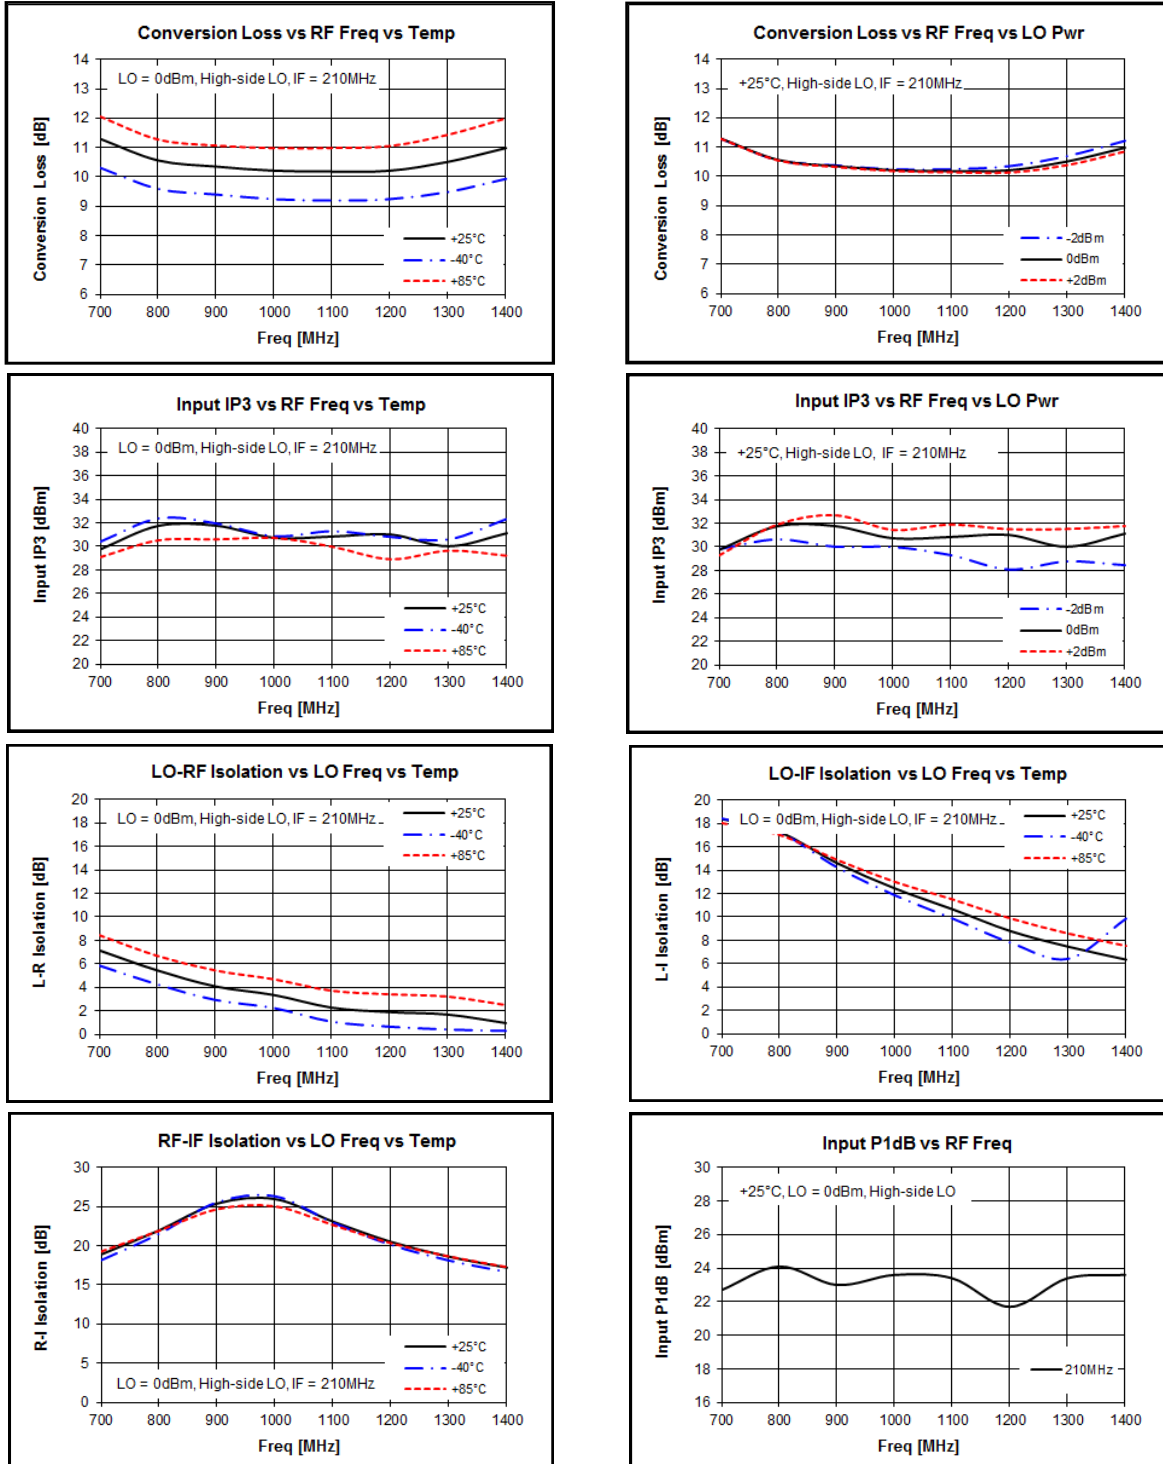 Conversion Loss vs RF Freq vs Temp
Conversion Loss [dB]
14
13
12
11
10
9
8
7
6
LO = 0dBm, High-side LO, IF = 210MHz
+25°C
-40°C
+85°C
700 800 900 1000 1100 1200 1300 1400
Freq [MHz]
Conversion Loss vs RF Freq vs LO Pwr
Conversion Loss [dB]
14
13
12
11
10
9
8
7
6
+25°C, High-side LO, IF = 210MHz
-2dBm
0dBm
+2dBm
700 800 900 1000 1100 1200 1300 1400
Freq [MHz]
Input IP3 vs RF Freq vs Temp
Input IP3 [dBm]
40
38
36
34
32
30
28
26
24
22
20
LO = 0dBm, High-side LO, IF = 210MHz
+25°C
-40°C
+85°C
700 800 900 1000 1100 1200 1300 1400
Freq [MHz]
Input IP3 vs RF Freq vs LO Pwr
Input IP3 [dBm]
40
38
36
34
32
30
28
26
24
22
20
+25°C, High-side LO, IF = 210MHz
-2dBm
0dBm
+2dBm
700 800 900 1000 1100 1200 1300 1400
Freq [MHz]
LO-RF Isolation vs LO Freq vs Temp
L-R Isolation [dB]
20
18
16
14
12
10
8
6
4
2
0
LO = 0dBm, High-side LO, IF = 210MHz
+25°C
-40°C
+85°C
700 800 900 1000 1100 1200 1300 1400
Freq [MHz]
LO-IF Isolation vs LO Freq vs Temp
L-I Isolation [dB]
20
18
16
14
12
10
8
6
4
2
0
LO = 0dBm, High-side LO, IF = 210MHz
+25°C
-40°C
+85°C
700 800 900 1000 1100 1200 1300 1400
Freq [MHz]
RF-IF Isolation vs LO Freq vs Temp
R-I Isolation [dB]
30
25
20
15
10
5
0
+25°C
-40°C
+85°C
LO = 0dBm, High-side LO, IF = 210MHz
700 800 900 1000 1100 1200 1300 1400
Freq [MHz]
Input P1dB vs RF Freq
Input P1dB [dBm]
30
28
26
24
22
20
18
16
+25°C, LO = 0dBm, High-side LO
210MHz
700 800 900 1000 1100 1200 1300 1400
Freq [MHz]